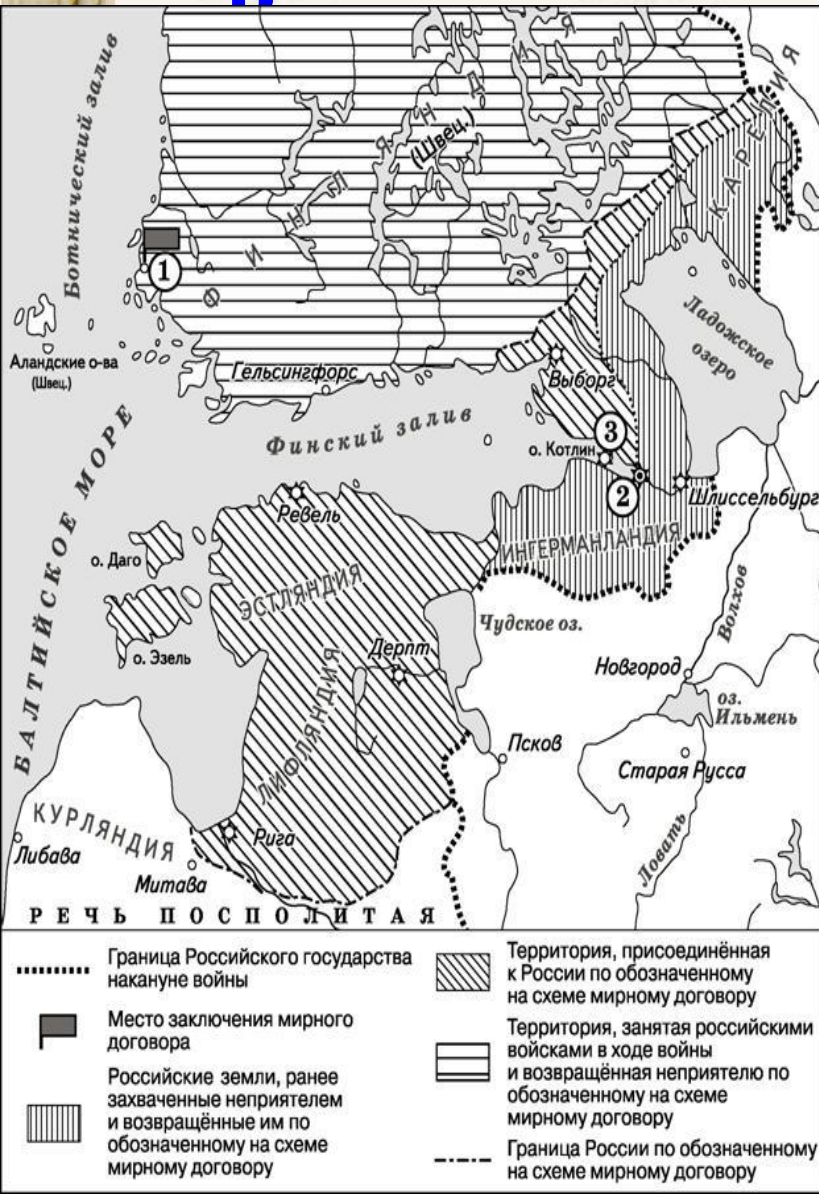 Ботнический залив
КАРЕЛИЯ
ФИНЛЯНДИЯ
(Швец.)
1
Ладожское
озеро
Аландские о-ва
(Швец.)
Гельсингфорс
Выборг
Финский залив
3
о. Котлин
2
Шлиссельбург
БАЛТИЙСКОЕ МОРЕ
Ревель
ИНГЕРМАНЛАНДИЯ
о. Даго
ЭСТЛЯНДИЯ
Чудское оз.
Волхов
о. Эзель
Дерпт
Новгород
оз.
Ильмень
ЛИФЛЯНДИЯ
Псков
Старая Русса
КУРЛЯНДИЯ
Рига
Ловать
Либава
Митава
РЕЧЬ ПОСПОЛИТАЯ
Граница Российского государства
накануне войны
Место заключения мирного
договора
Российские земли, ранее
захваченные неприятелем
и возвращённые им по
обозначенному на схеме
мирному договору
Территория, присоединённая
к России по обозначенному
на схеме мирному договору
Территория, занятая российскими
войсками в ходе войны
и возвращённая неприятелю по
обозначенному на схеме
мирному договору
Граница России по обозначенному
на схеме мирному договору